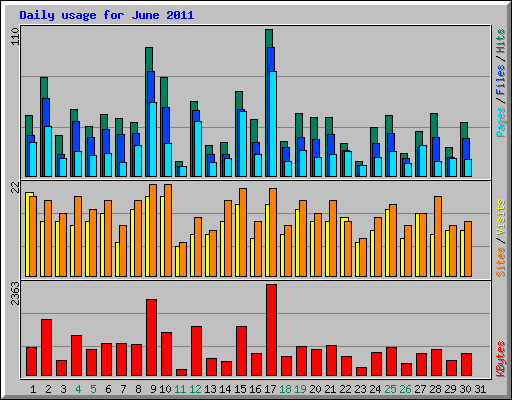 Daily usage for June 2011
110
Pages / Files / Hits
22
Sites / Visits
2363
KBytes
1 2 3 4 5 6 7 8 9 10 11 12 13 14 15 16 17 18 19 20 21 22 23 24 25 26 27 28 29 30 31